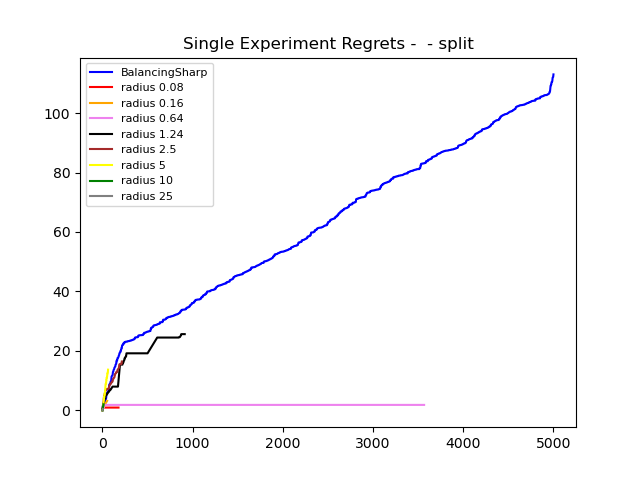 Single Experiment Regrets -  - split
BalancingSharp
radius 0.08
radius 0.16
radius 0.64
radius 1.24
radius 2.5
radius 5
radius 10
radius 25
100
80
60
40
20
0
0 1000 2000 3000 4000 5000